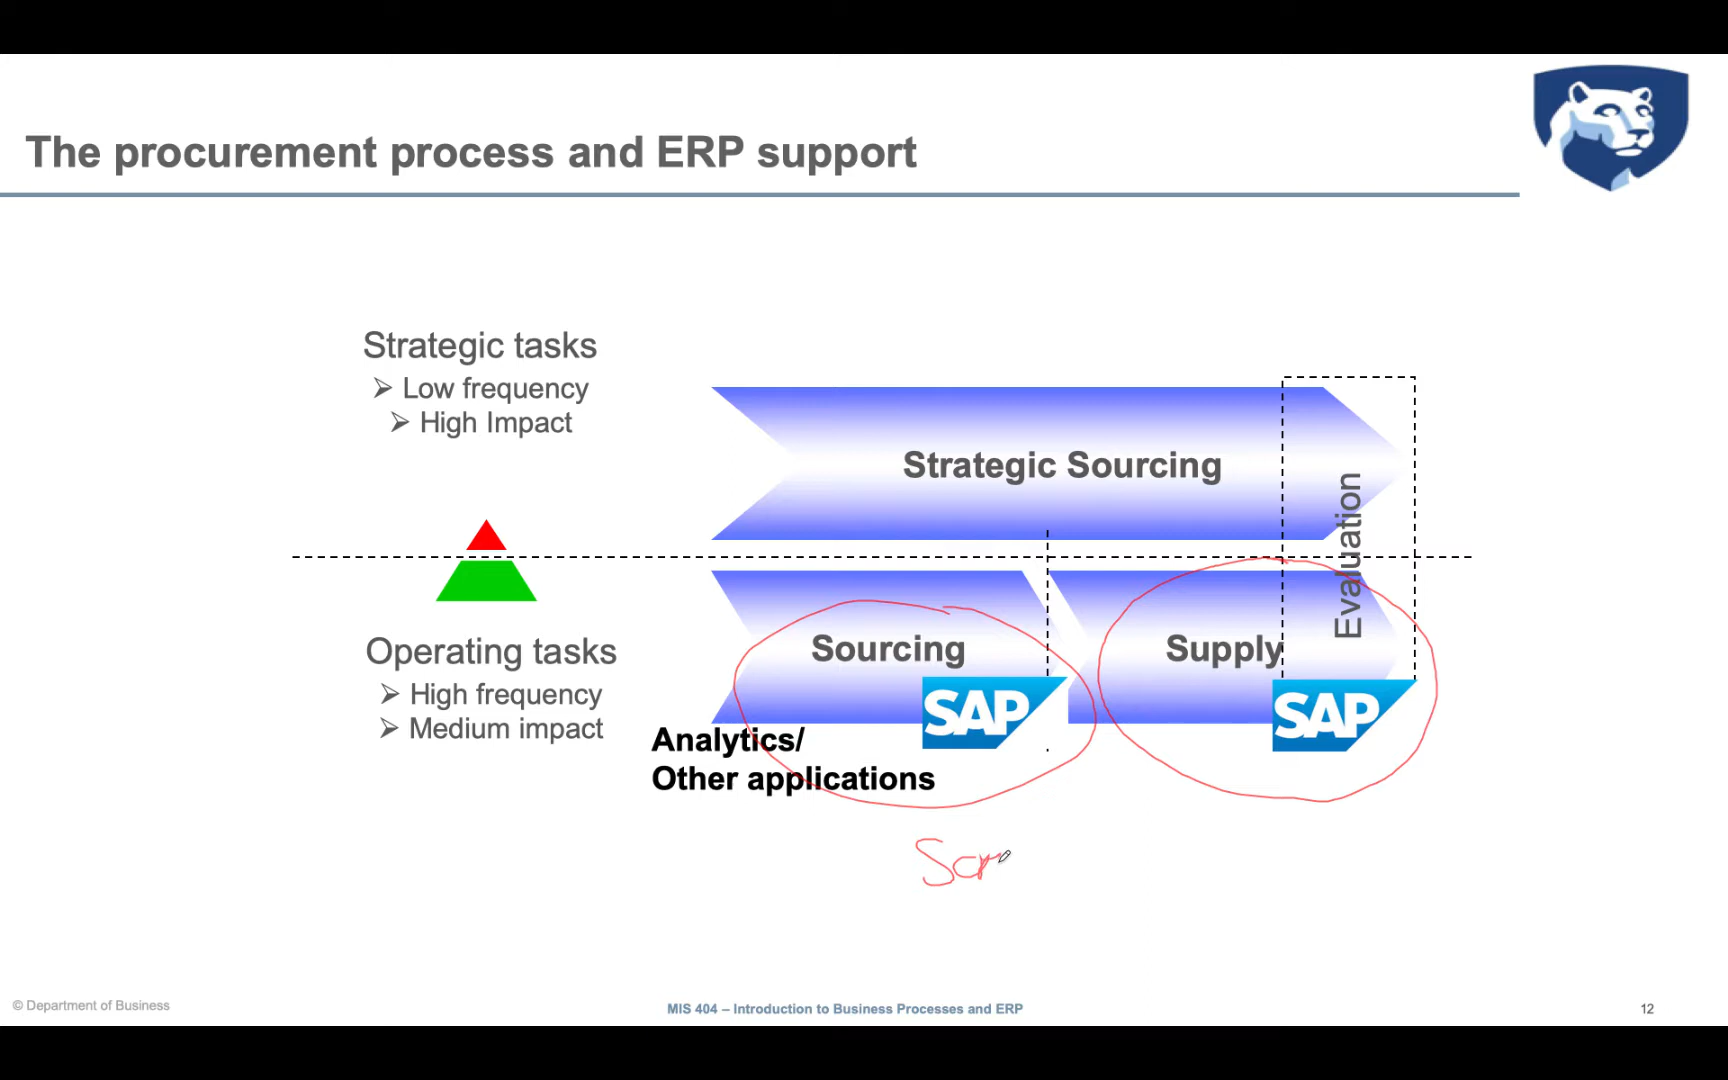 The procurement process and ERP support
Strategic tasks
➢ Low frequency
➢ High Impact
Strategic Sourcing
Evaluation
Operating tasks
➢ High frequency
➢ Medium impact
Sourcing
SAP
Supply
SAP
Analytics/
Other applications
© Department of Business
MIS 404 – Introduction to Business Processes and ERP
12